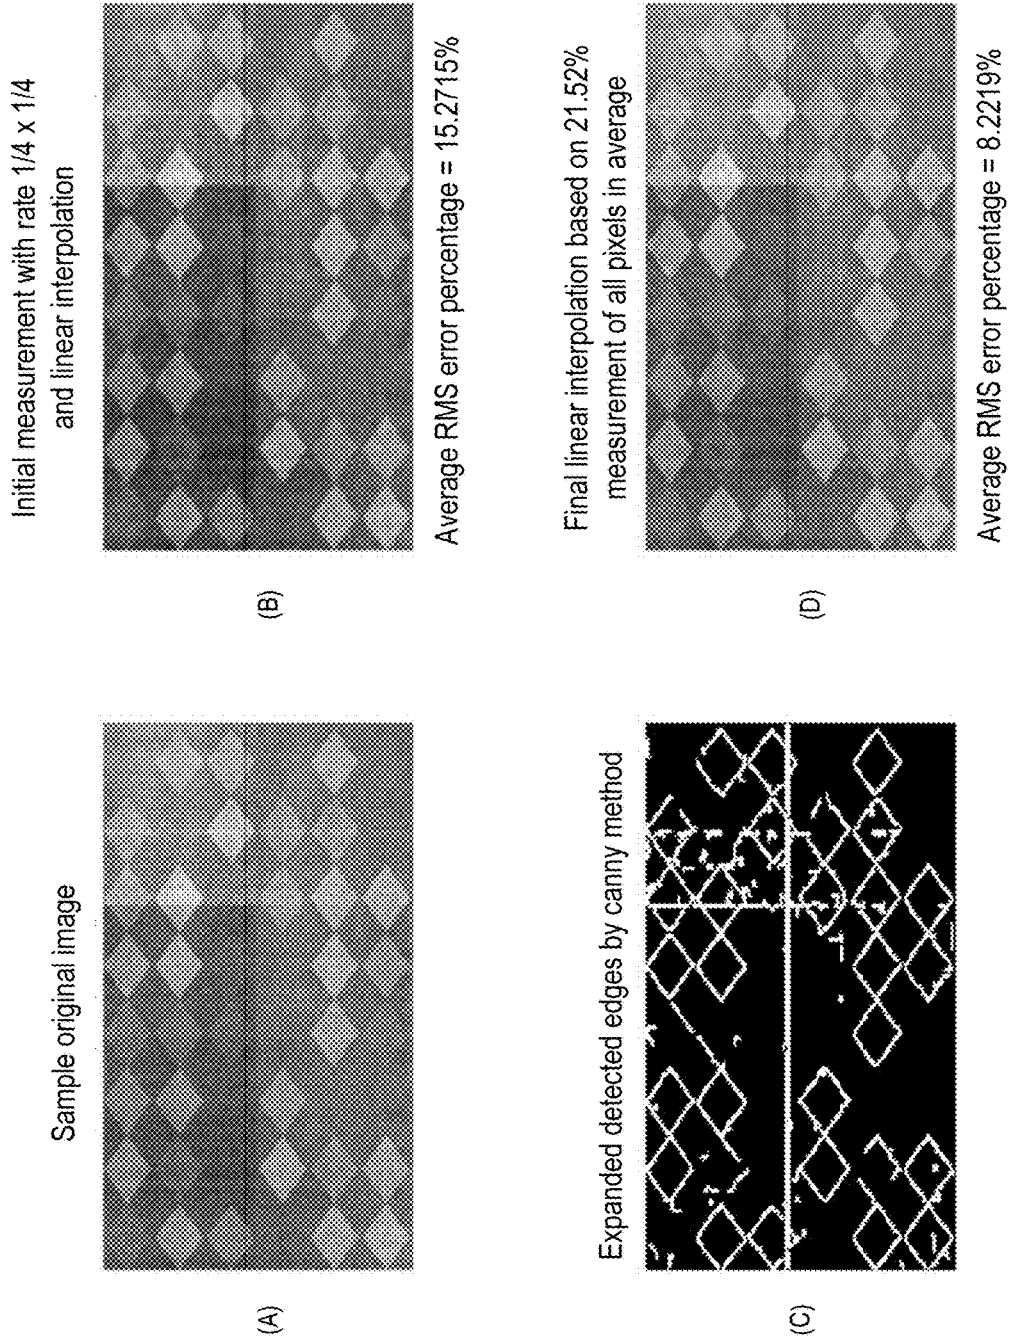 Sample original image
(A)
Initial measurement with rate 1/4 x 1/4
and linear interpolation
(B)
Average RMS error percentage = 15.2715%
Expanded detected edges by canny method
(C)
Final linear interpolation based on 21.52%
measurement of all pixels in average
(D)
Average RMS error percentage = 8.2219%